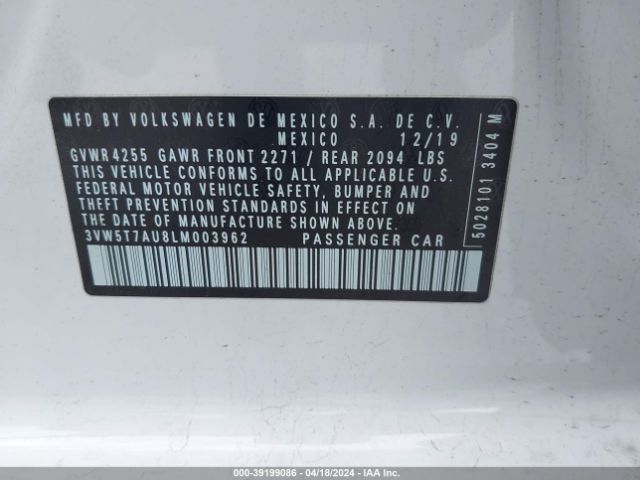 MFD. BY VOLKSWAGEN DE MEXICO S.A. DE C.V.
MEXICO 12/19
GVWR 4255 GAWR FRONT 2271 / REAR 2094 LBS
THIS VEHICLE CONFORMS TO ALL APPLICABLE U.S.
FEDERAL MOTOR VEHICLE SAFETY, BUMPER AND
THEFT PREVENTION STANDARDS IN EFFECT ON
THE DATE OF MANUFACTURE SHOWN ABOVE.
3VW5T7AU8LM003962 PASSENGER CAR
5028101 3404 M
000-39199086 - 04/18/2024 - IAA Inc.